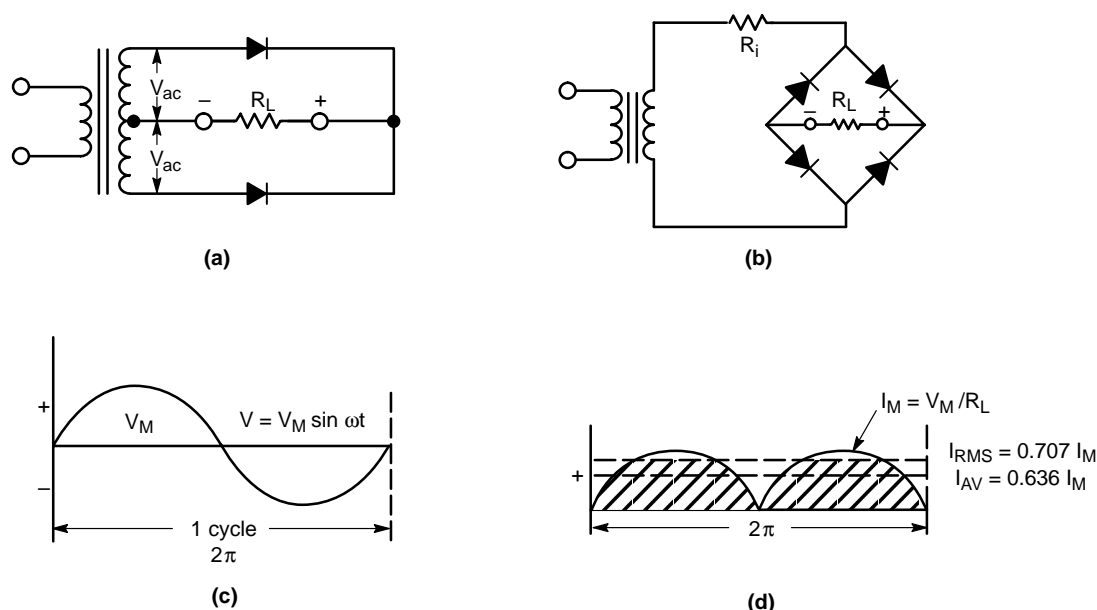 V_ac
− R_L +
V_ac
(a)
R_i
− R_L +
(b)
+
V_M V = V_M sin ωt
−
1 cycle
2π
(c)
I_M = V_M /R_L
I_RMS = 0.707 I_M
+ I_AV = 0.636 I_M
2π
(d)